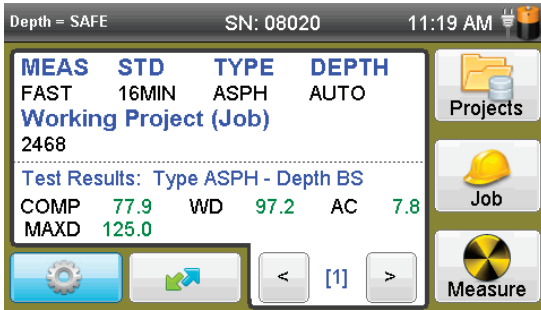 Depth = SAFE SN: 08020 11:19 AM
MEAS STD TYPE DEPTH
FAST 16MIN ASPH AUTO
Working Project (Job)
2468
Test Results: Type ASPH - Depth BS
COMP 77.9 WD 97.2 AC 7.8
MAXD 125.0
< [1] >
Projects
Job
Measure